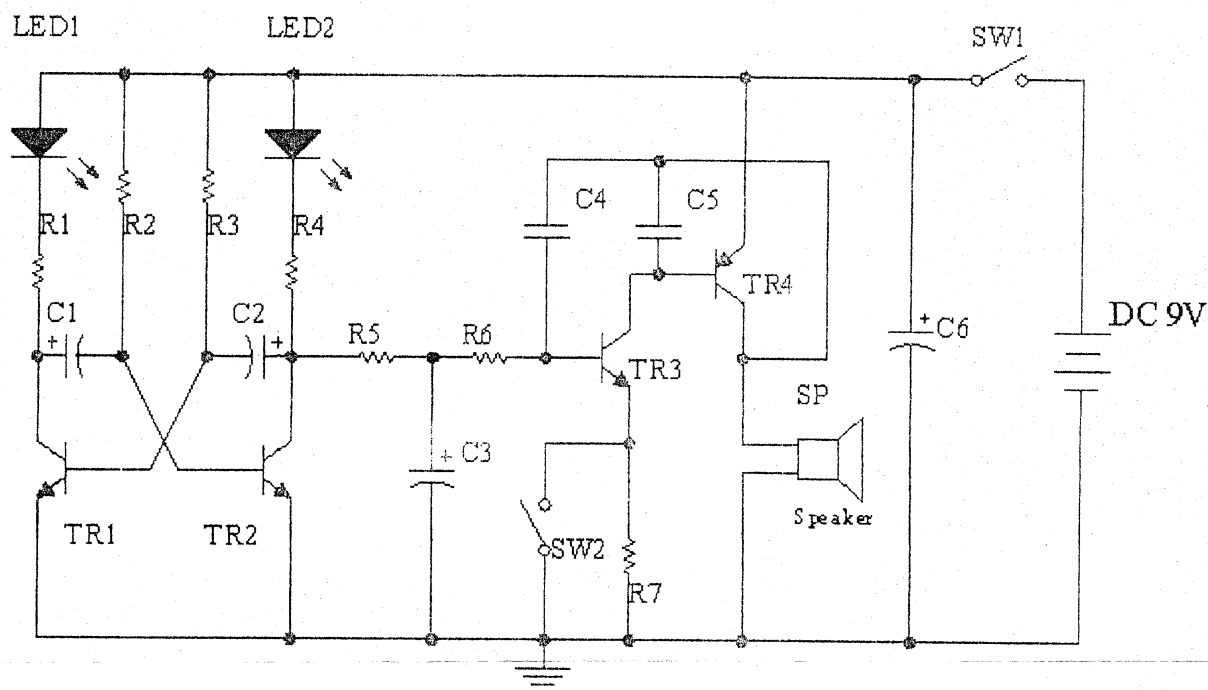 LED1
LED2
SW1
R1
R2
R3
R4
C4
C5
C1
C2
TR4
+
+
+
C6
DC 9V
R5
R6
TR3
SP
+
C3
Speaker
TR1
TR2
SW2
R7